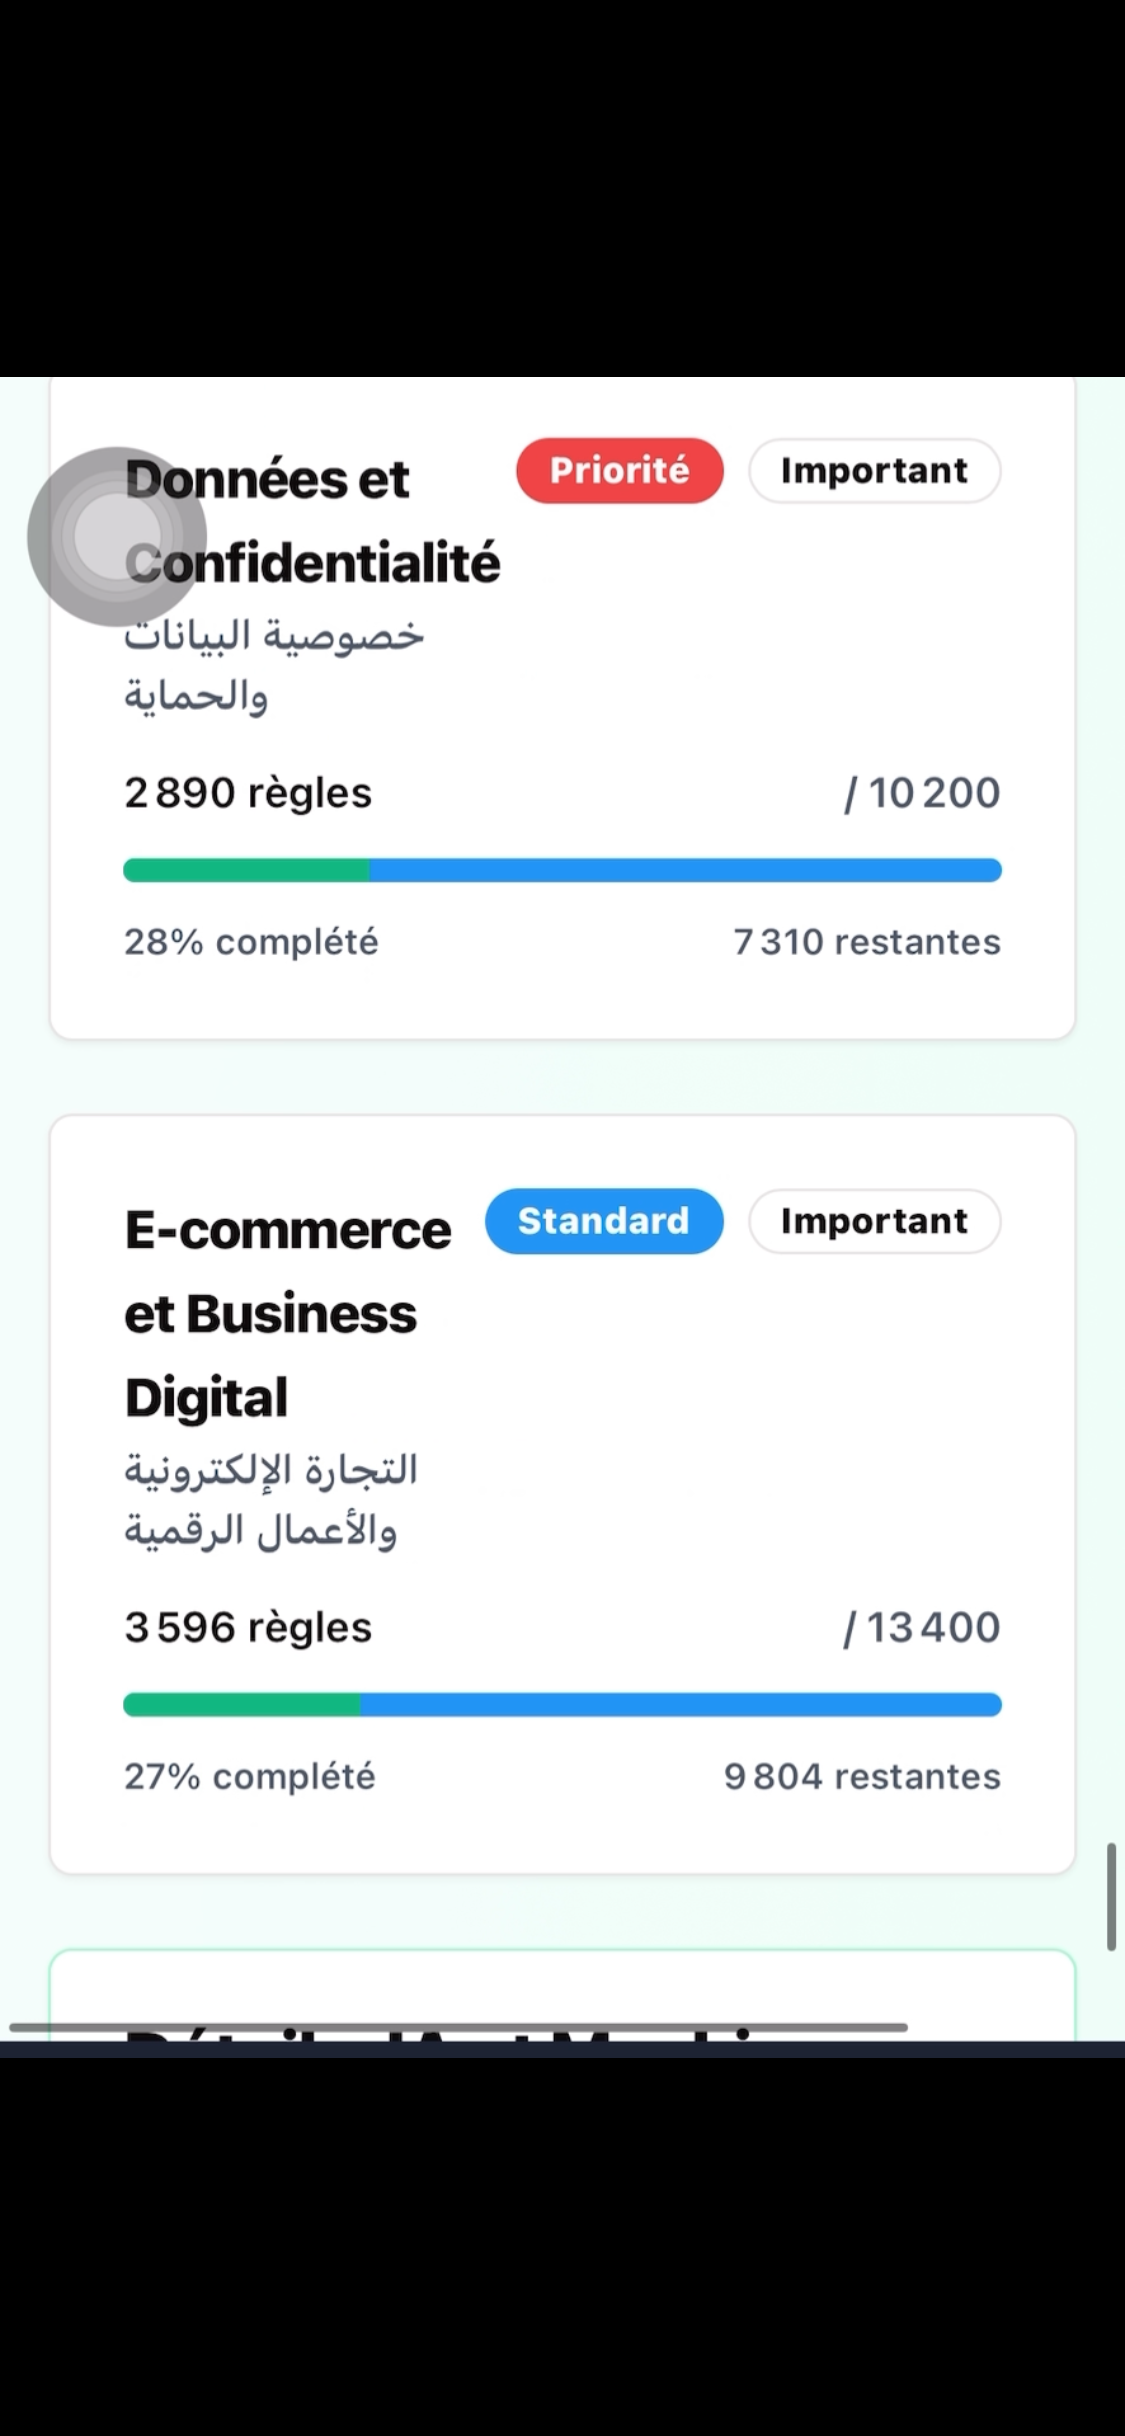 Données et
Confidentialité
Priorité
Important
خصوصية البيانات
والحماية
2 890 règles
/ 10 200
28% complété
7 310 restantes
E-commerce
et Business
Digital
Standard
Important
التجارة الإلكترونية
والأعمال الرقمية
3 596 règles
/ 13 400
27% complété
9 804 restantes